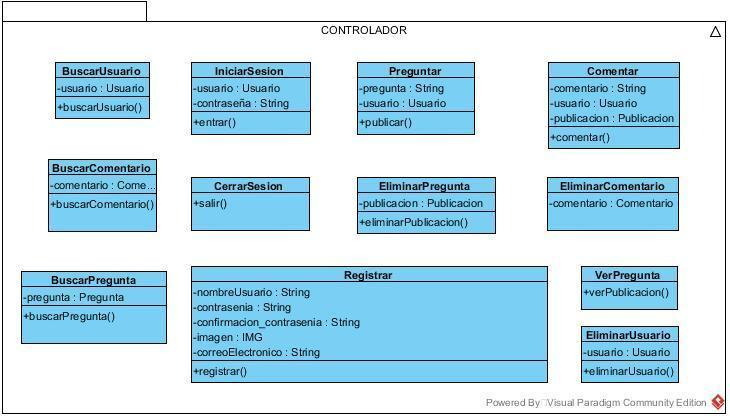 CONTROLADOR
BuscarUsuario
-usuario : Usuario
+buscarUsuario()
IniciarSesion
-usuario : Usuario
-contraseña : String
+entrar()
Preguntar
-pregunta : String
-usuario : Usuario
+publicar()
Comentar
-comentario : String
-usuario : Usuario
-publicacion : Publicacion
+comentar()
BuscarComentario
-comentario : Come...
+buscarComentario()
CerrarSesion
+salir()
EliminarPregunta
-publicacion : Publicacion
+eliminarPublicacion()
EliminarComentario
-comentario : Comentario
BuscarPregunta
-pregunta : Pregunta
+buscarPregunta()
Registrar
-nombreUsuario : String
-contrasenia : String
-confirmacion_contrasenia : String
-imagen : IMG
-correoElectronico : String
+registrar()
VerPregunta
+verPublicacion()
EliminarUsuario
-usuario : Usuario
+eliminarUsuario()
Powered By Visual Paradigm Community Edition